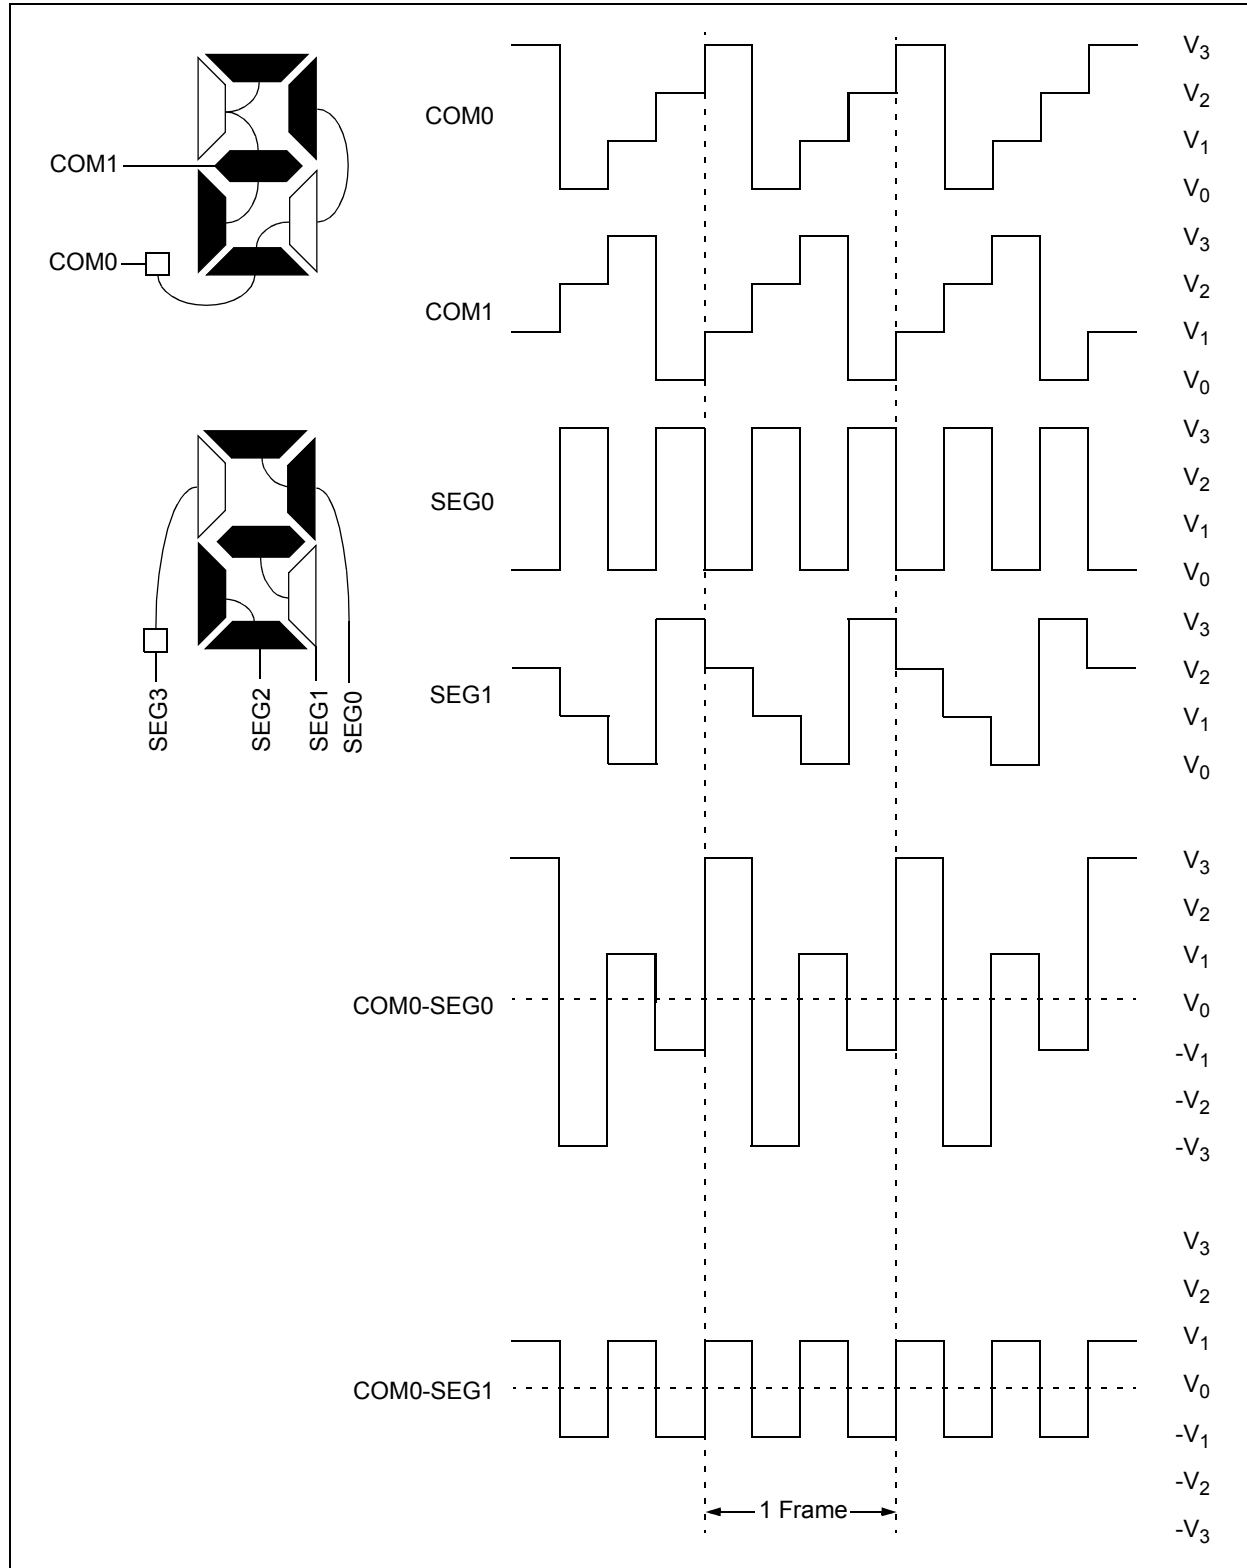 COM1
COM0
SEG3
SEG2
SEG1
SEG0
COM0
V3
V2
V1
V0
COM1
V3
V2
V1
V0
SEG0
V3
V2
V1
V0
SEG1
V3
V2
V1
V0
COM0-SEG0
V3
V2
V1
V0
-V1
-V2
-V3
COM0-SEG1
V3
V2
V1
V0
-V1
-V2
-V3
1 Frame